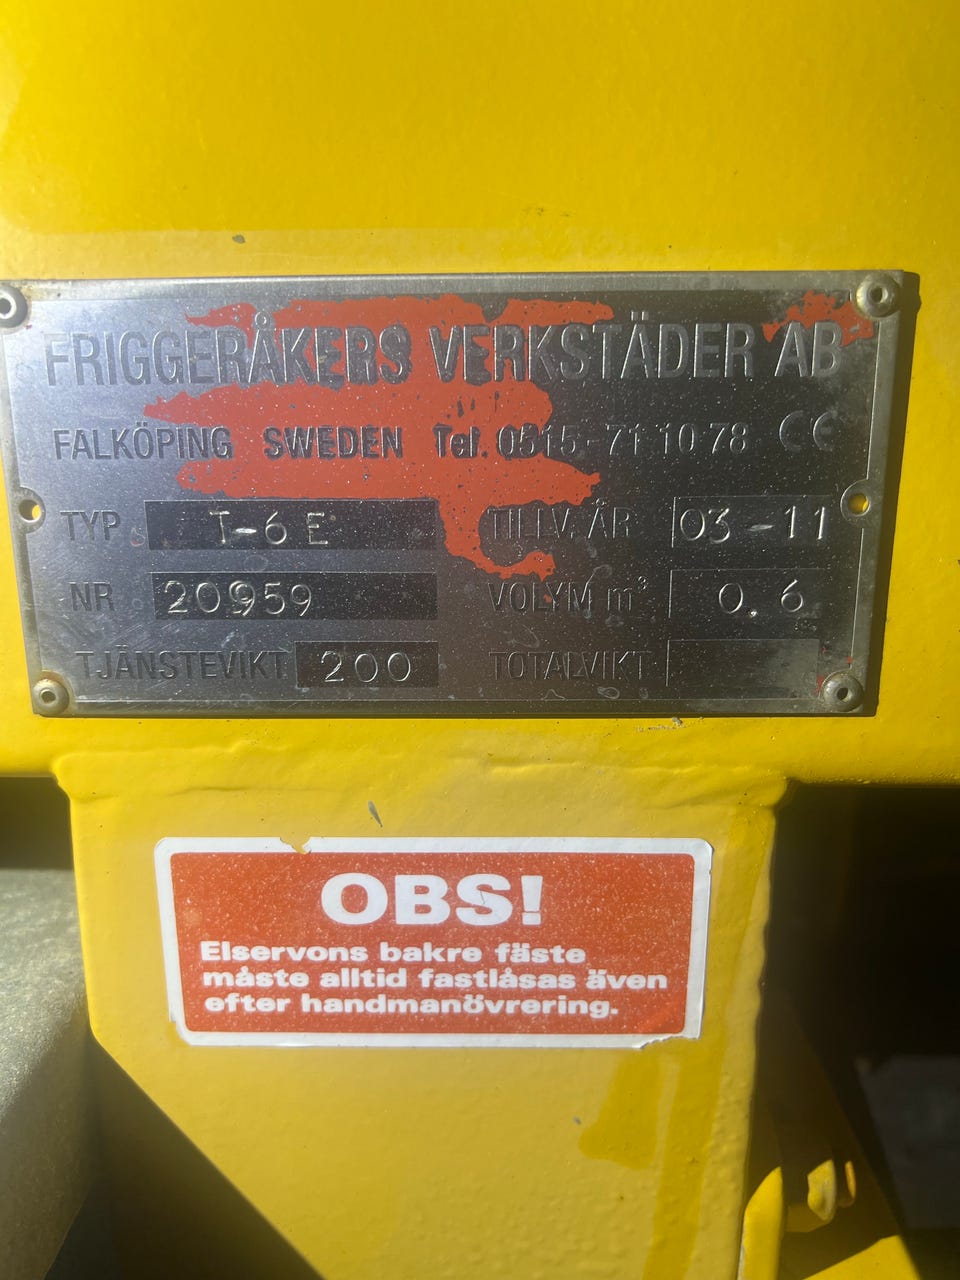 FRIGGERÅKERS VERKSTÄDER AB
FALKÖPING SWEDEN Tel. 0515-71 10 78 CE
TYP T-6 E TILLV. ÅR 03-11
NR 20959 VOLYM m³ 0.6
TJÄNSTEVIKT 200 TOTALVIKT
OBS!
Elservons bakre fäste
måste alltid fastlåsas även
efter handmanövrering.